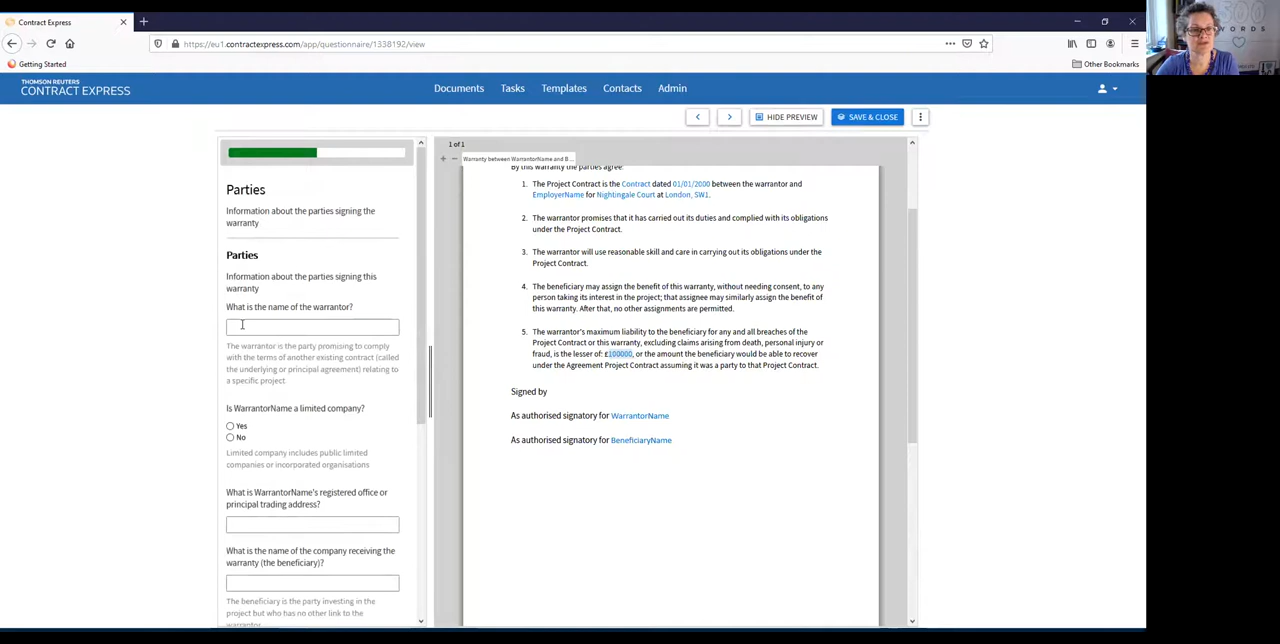 Contract Express
https://eu1.contractexpress.com/app/questionnaire/1338192/view
Getting Started
Other Bookmarks
THOMSON REUTERS
CONTRACT EXPRESS
Documents
Tasks
Templates
Contacts
Admin
HIDE PREVIEW
SAVE & CLOSE
Parties
Information about the parties signing the
warranty
Parties
Information about the parties signing this
warranty
What is the name of the warrantor?
The warrantor is the party promising to
comply
with the terms of another existing contract (called
the underlying or principal agreement) relating to
a specific project
Is WarrantorName a limited company?
Yes
No
Limited company includes public limited
companies or incorporated organisations
What is WarrantorName's registered office or
principal trading address?
What is the name of the company receiving the
warranty (the beneficiary)?
The beneficiary is the party investing in the
project but who has no other link to the
warrantor.
1 of 1
Warranty between WarrantorName and B ...
By this warranty the parties agree:
1. The Project Contract is the Contract dated 01/01/2000 between the warrantor and
EmployerName for Nightingale Court at London, SW1.
2. The warrantor promises that it has carried out its duties and complied with its obligations
under the Project Contract.
3. The warrantor will use reasonable skill and care in carrying out its obligations under the
Project Contract.
4. The beneficiary may assign the benefit of this warranty, without needing consent, to any
person taking its interest in the project; that assignee may similarly assign the benefit of
this warranty. After that, no other assignments are permitted.
5. The warrantor's maximum liability to the beneficiary for any and all breaches of the
Project Contract or this warranty, excluding claims arising from death, personal injury or
fraud, is the lesser of: £100000, or the amount the beneficiary would be able to recover
under the Agreement Project Contract assuming it was a party to that Project Contract.
Signed by
As authorised signatory for WarrantorName
As authorised signatory for BeneficiaryName